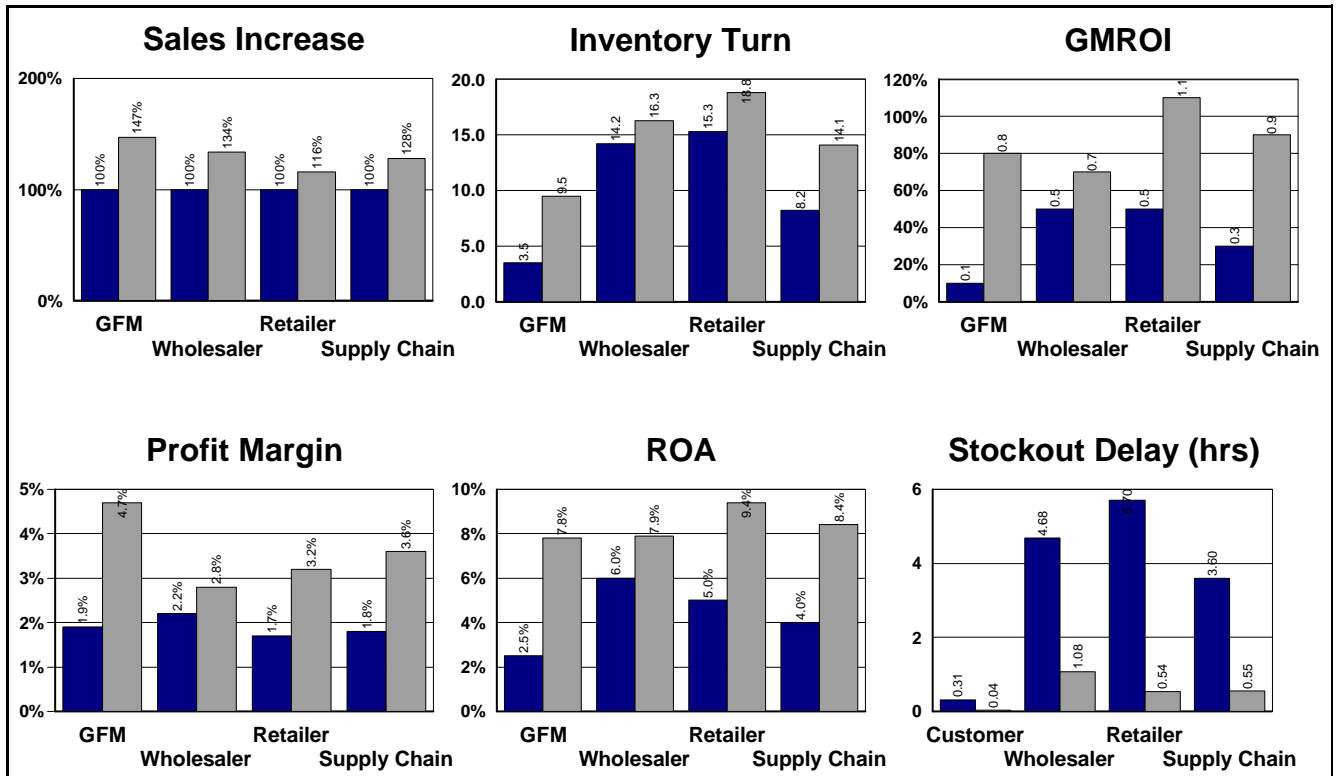 Sales Increase
200%
100%
0%
100%
147%
100%
134%
100%
116%
100%
128%
GFM
Wholesaler
Retailer
Supply Chain
Inventory Turn
20.0
15.0
10.0
5.0
0.0
3.5
9.5
14.2
16.3
15.3
18.8
8.2
14.1
GFM
Wholesaler
Retailer
Supply Chain
GMROI
120%
100%
80%
60%
40%
20%
0%
0.1
0.8
0.5
0.7
0.5
1.1
0.3
0.9
GFM
Wholesaler
Retailer
Supply Chain
Profit Margin
5%
4%
3%
2%
1%
0%
1.9%
4.7%
2.2%
2.8%
1.7%
3.2%
1.8%
3.6%
GFM
Wholesaler
Retailer
Supply Chain
ROA
10%
8%
6%
4%
2%
0%
2.5%
7.8%
6.0%
7.9%
5.0%
9.4%
4.0%
8.4%
GFM
Wholesaler
Retailer
Supply Chain
Stockout Delay (hrs)
6
4
2
0
0.31
0.04
4.68
1.08
5.70
0.54
3.60
0.55
Customer
Wholesaler
Retailer
Supply Chain